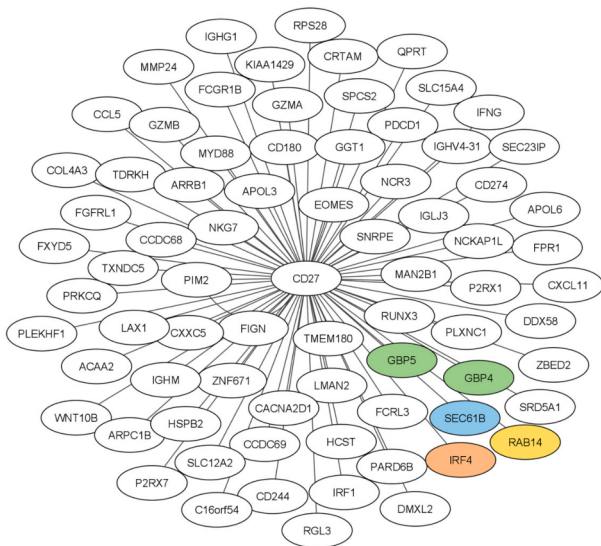 RPS28
IGHG1
CRTAM
QPRT
MMP24
KIAA1429
FCGR1B
SPCS2
SLC15A4
GZMA
CCL5
IFNG
GZMB
PDCD1
MYD88
CD180
GGT1
IGHV4-31
SEC23IP
COL4A3
TDRKH
ARRB1
APOL3
NCR3
CD274
EOMES
FGFRL1
NKG7
IGLJ3
APOL6
CCDC68
SNRPE
NCKAP1L
FXYD5
FPR1
TXNDC5
PIM2
CD27
MAN2B1
PRKCQ
P2RX1
CXCL11
PLEKHF1
LAX1
CXXC5
FIGN
RUNX3
DDX58
TMEM180
PLXNC1
ACAA2
GBP5
ZBED2
IGHM
ZNF671
LMAN2
GBP4
WNT10B
HSPB2
CACNA2D1
FCRL3
SRD5A1
ARPC1B
SEC61B
CCDC69
HCST
RAB14
SLC12A2
PARD6B
IRF4
P2RX7
CD244
IRF1
C16orf54
DMXL2
RGL3